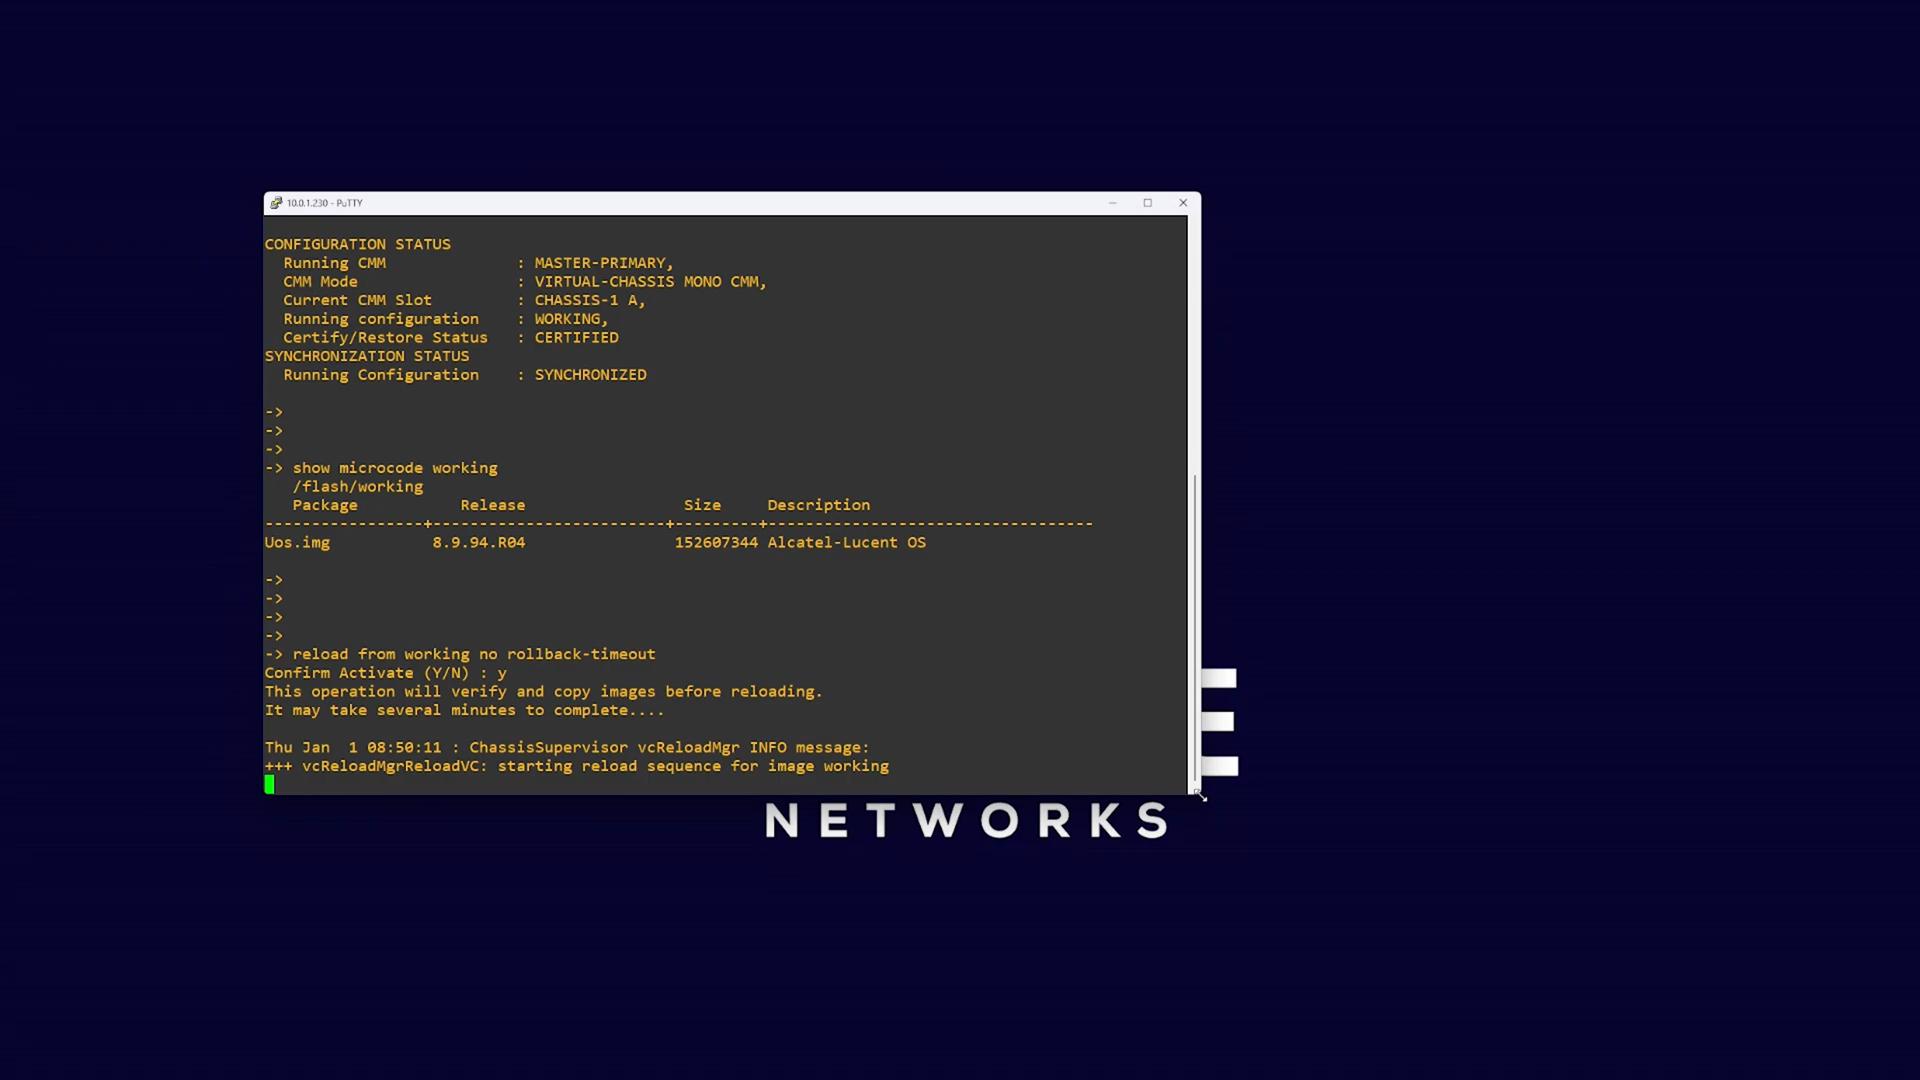 10.0.1.230 - PuTTY
CONFIGURATION STATUS
Running CMM : MASTER-PRIMARY,
CMM Mode : VIRTUAL-CHASSIS MONO CMM,
Current CMM Slot : CHASSIS-1 A,
Running configuration : WORKING,
Certify/Restore Status : CERTIFIED
SYNCHRONIZATION STATUS
Running Configuration : SYNCHRONIZED
->
->
->
-> show microcode working
/flash/working
Package Release Size Description
-----------------+--------------------------+---------+-----------------------------------
Uos.img 8.9.94.R04 152607344 Alcatel-Lucent OS
->
->
->
->
-> reload from working no rollback-timeout
Confirm Activate (Y/N) : y
This operation will verify and copy images before reloading.
It may take several minutes to complete....
Thu Jan 1 08:50:11 : ChassisSupervisor vcReloadMgr INFO message:
+++ vcReloadMgrReloadVC: starting reload sequence for image working
E
NETWORKS